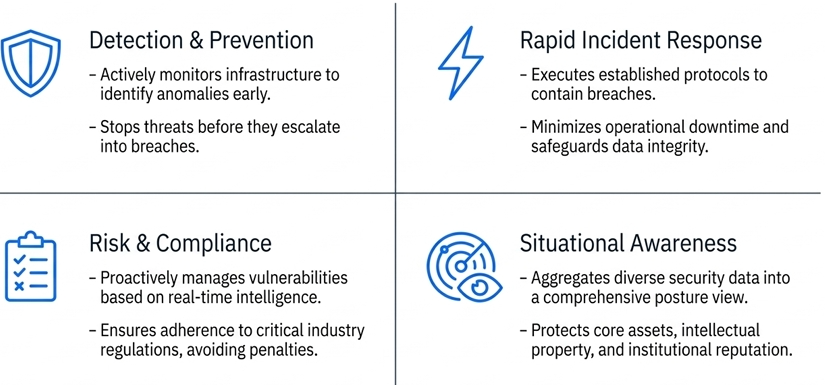 Detection & Prevention
– Actively monitors infrastructure to
identify anomalies early.
– Stops threats before they escalate
into breaches.
Rapid Incident Response
– Executes established protocols to
contain breaches.
– Minimizes operational downtime and
safeguards data integrity.
Risk & Compliance
– Proactively manages vulnerabilities
based on real-time intelligence.
– Ensures adherence to critical industry
regulations, avoiding penalties.
Situational Awareness
– Aggregates diverse security data into
a comprehensive posture view.
– Protects core assets, intellectual
property, and institutional reputation.